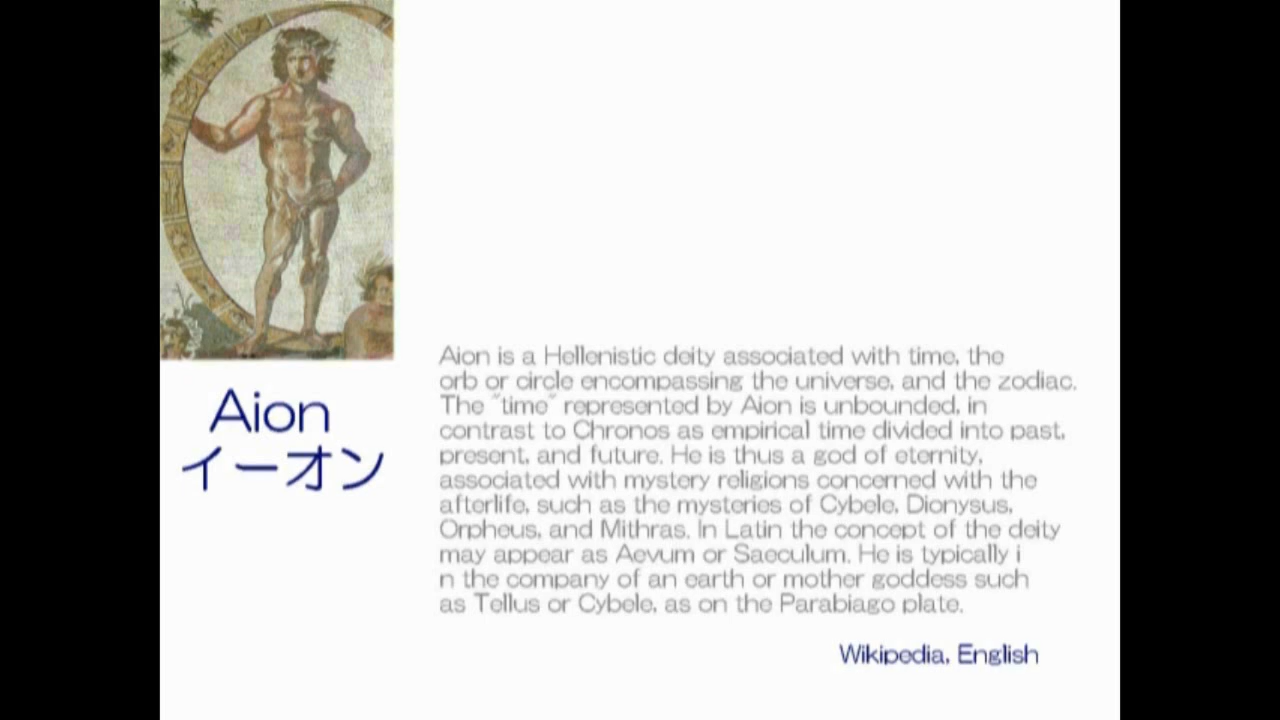 Aion
イーオン
Aion is a Hellenistic deity associated with time, the
orb or circle encompassing the universe, and the zodiac.
The "time" represented by Aion is unbounded, in
contrast to Chronos as empirical time divided into past,
present, and future. He is thus a god of eternity,
associated with mystery religions concerned with the
afterlife, such as the mysteries of Cybele, Dionysus,
Orpheus, and Mithras. In Latin the concept of the deity
may appear as Aevum or Saeculum. He is typically i
n the company of an earth or mother goddess such
as Tellus or Cybele, as on the Parabiago plate.
Wikipedia, English